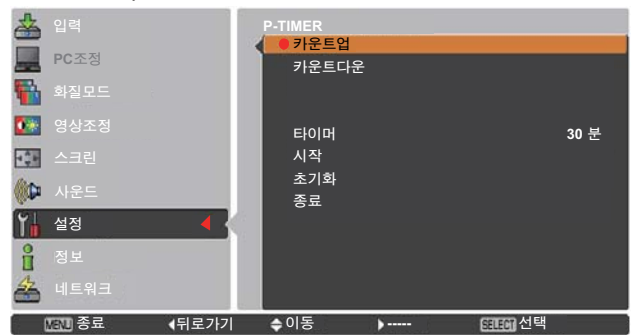 입력
PC조정
화질모드
영상조정
스크린
사운드
설정
정보
네트워크
P-TIMER
카운트업
카운트다운
타이머 30 분
시작
초기화
종료
MENU 종료 뒤로가기 이동 ----- SELECT 선택